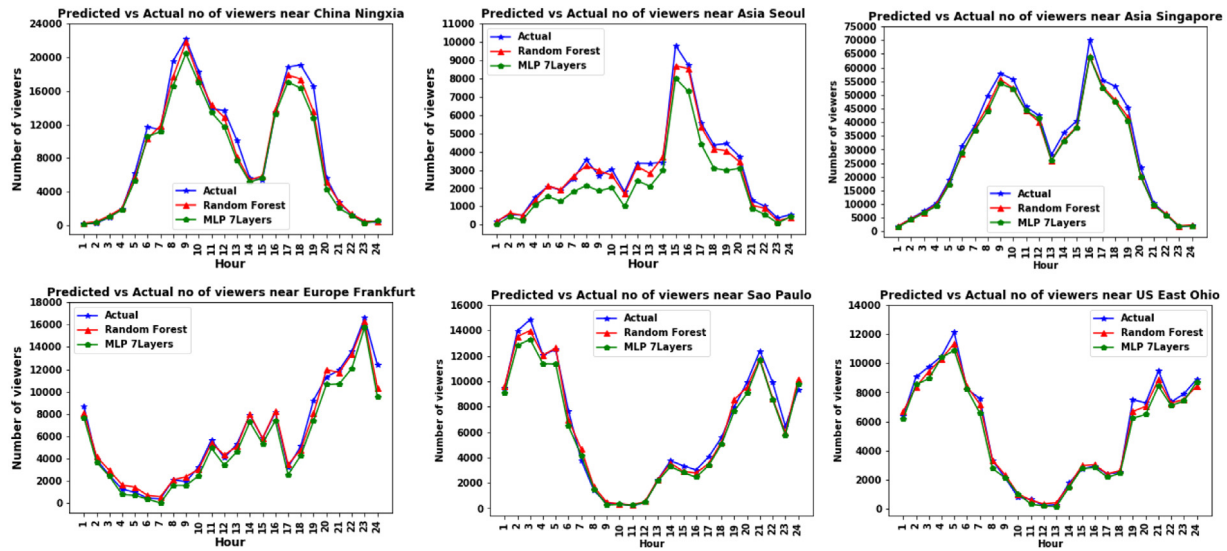 Predicted vs Actual no of viewers near China Ningxia
Number of viewers
24000
20000
16000
12000
8000
4000
0
Actual
Random Forest
MLP 7Layers
1 2 3 4 5 6 7 8 9 10 11 12 13 14 15 16 17 18 19 20 21 22 23 24
Hour
Predicted vs Actual no of viewers near Asia Seoul
Number of viewers
11000
10000
9000
8000
7000
6000
5000
4000
3000
2000
1000
0
Actual
Random Forest
MLP 7Layers
1 2 3 4 5 6 7 8 9 10 11 12 13 14 15 16 17 18 19 20 21 22 23 24
Hour
Predicted vs Actual no of viewers near Asia Singapore
Number of viewers
75000
70000
65000
60000
55000
50000
45000
40000
35000
30000
25000
20000
15000
10000
5000
0
Actual
Random Forest
MLP 7Layers
1 2 3 4 5 6 7 8 9 10 11 12 13 14 15 16 17 18 19 20 21 22 23 24
Hour
Predicted vs Actual no of viewers near Europe Frankfurt
Number of viewers
18000
16000
14000
12000
10000
8000
6000
4000
2000
0
Actual
Random Forest
MLP 7Layers
1 2 3 4 5 6 7 8 9 10 11 12 13 14 15 16 17 18 19 20 21 22 23 24
Hour
Predicted vs Actual no of viewers near Sao Paulo
Number of viewers
16000
14000
12000
10000
8000
6000
4000
2000
0
Actual
Random Forest
MLP 7Layers
1 2 3 4 5 6 7 8 9 10 11 12 13 14 15 16 17 18 19 20 21 22 23 24
Hour
Predicted vs Actual no of viewers near US East Ohio
Number of viewers
14000
12000
10000
8000
6000
4000
2000
0
Actual
Random Forest
MLP 7Layers
1 2 3 4 5 6 7 8 9 10 11 12 13 14 15 16 17 18 19 20 21 22 23 24
Hour